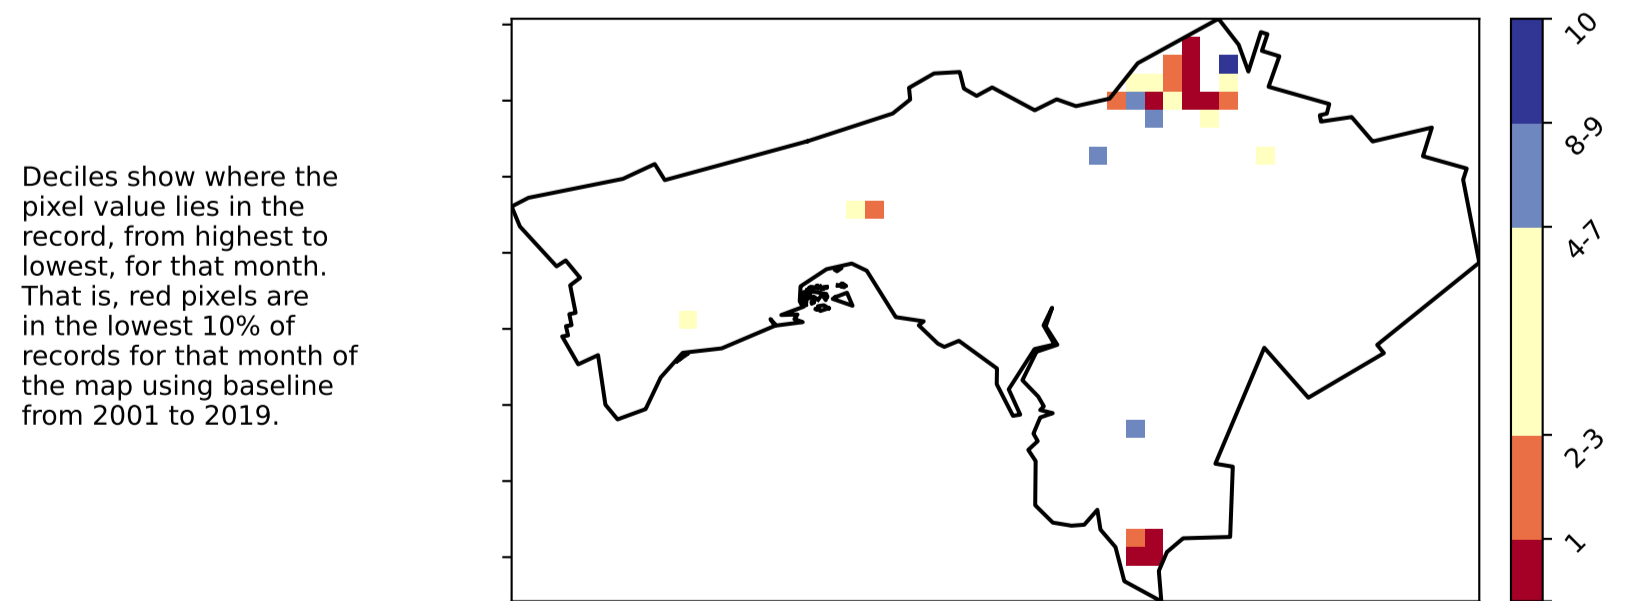 Deciles show where the
pixel value lies in the
record, from highest to
lowest, for that month.
That is, red pixels are
in the lowest 10% of
records for that month of
the map using baseline
from 2001 to 2019.
10
8-9
4-7
2-3
1